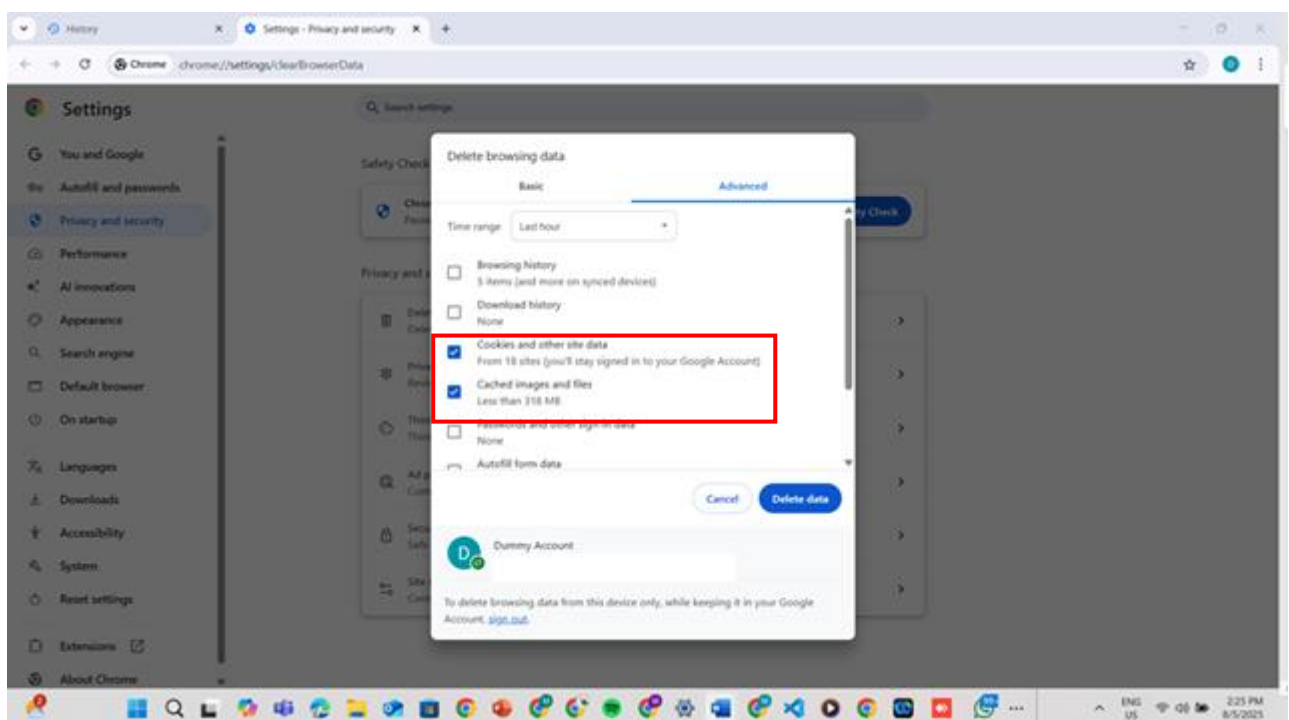 History
Settings - Privacy and security
Chrome
chrome://settings/clearBrowserData
Settings
Search settings
You and Google
Autofill and passwords
Privacy and security
Performance
AI innovations
Appearance
Search engine
Default browser
On startup
Languages
Downloads
Accessibility
System
Reset settings
Extensions
About Chrome
Safety Check
Privacy and s
Delete browsing data
Basic
Advanced
Time range
Last hour
Browsing history
5 items (and more on synced devices)
Download history
None
Cookies and other site data
From 18 sites (you'll stay signed in to your Google Account)
Cached images and files
Less than 318 MB
Passwords and other sign-in data
None
Autofill form data
Cancel
Delete data
D
Dummy Account
To delete browsing data from this device only, while keeping it in your Google
Account, sign out.
Check
ENG
US
2:25 PM
8/5/2025